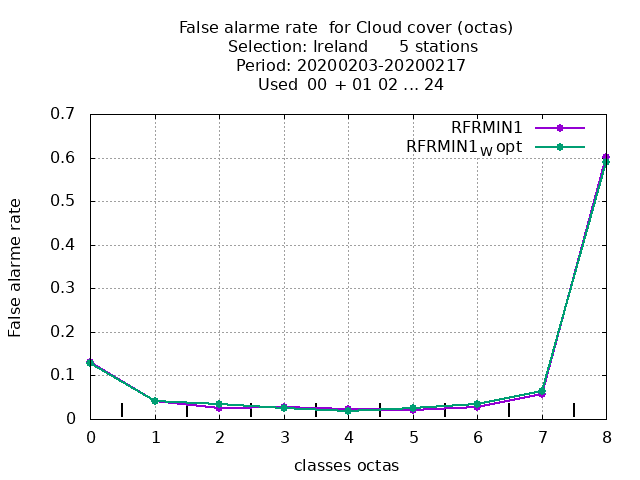 False alarme rate  for Cloud cover (octas)
Selection: Ireland      5 stations
Period: 20200203-20200217
Used  00  + 01 02 ... 24
RFRMIN1
RFRMIN1W opt
0.7
0.6
0.5
0.4
0.3
0.2
0.1
0
False alarme rate
0 1 2 3 4 5 6 7 8
classes octas